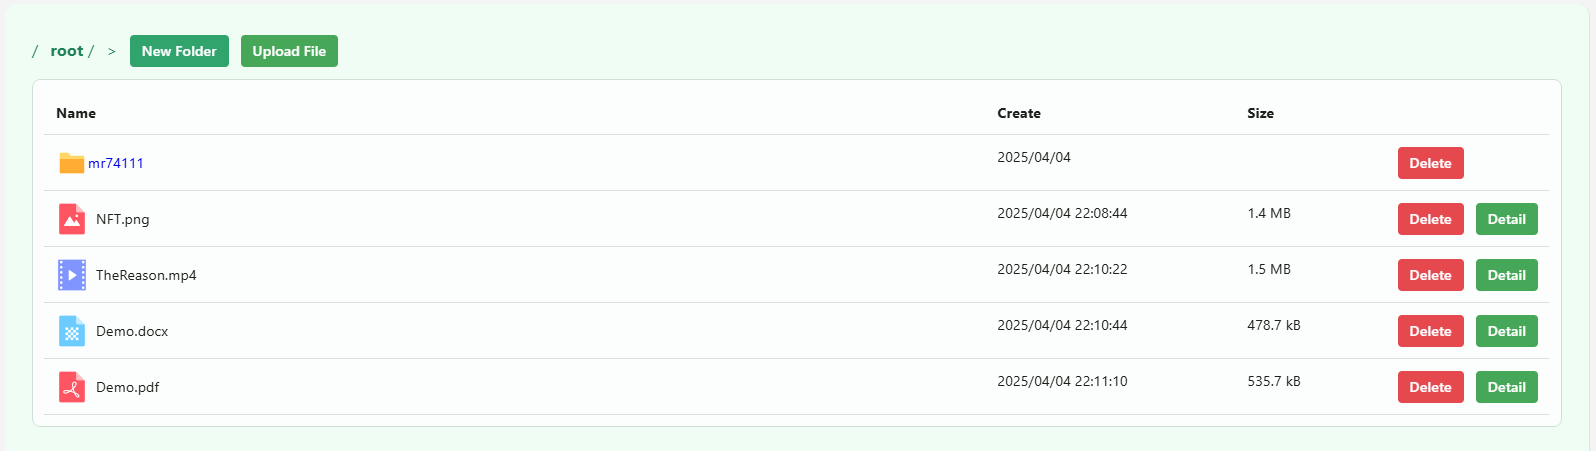 / root / > New Folder Upload File
Name Create Size
mr74111 2025/04/04 Delete
NFT.png 2025/04/04 22:08:44 1.4 MB Delete Detail
TheReason.mp4 2025/04/04 22:10:22 1.5 MB Delete Detail
Demo.docx 2025/04/04 22:10:44 478.7 kB Delete Detail
Demo.pdf 2025/04/04 22:11:10 535.7 kB Delete Detail